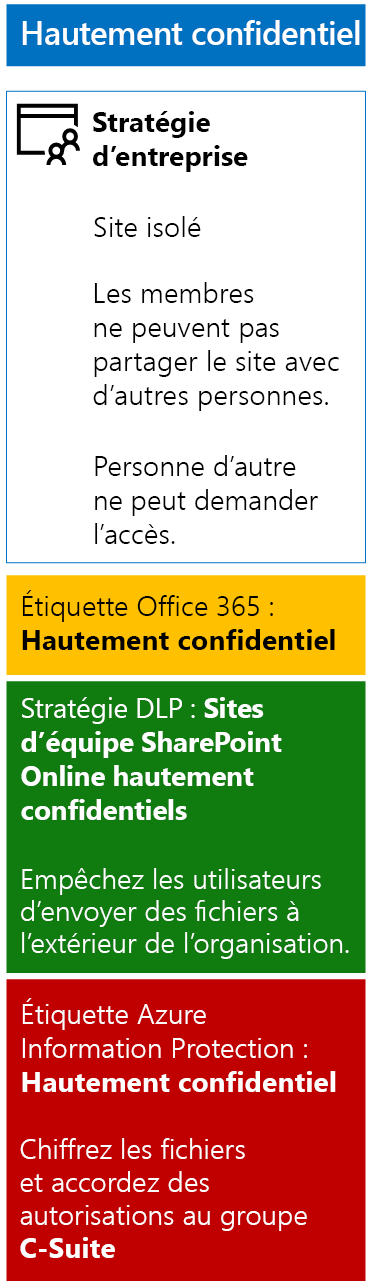 Hautement confidentiel
Stratégie
d’entreprise
Site isolé
Les membres
ne peuvent pas
partager le site avec
d’autres personnes.
Personne d’autre
ne peut demander
l’accès.
Étiquette Office 365 :
Hautement confidentiel
Stratégie DLP : Sites
d’équipe SharePoint
Online hautement
confidentiels
Empêchez les utilisateurs
d’envoyer des fichiers à
l’extérieur de l’organisation.
Étiquette Azure
Information Protection :
Hautement confidentiel
Chiffrez les fichiers
et accordez des
autorisations au groupe
C-Suite